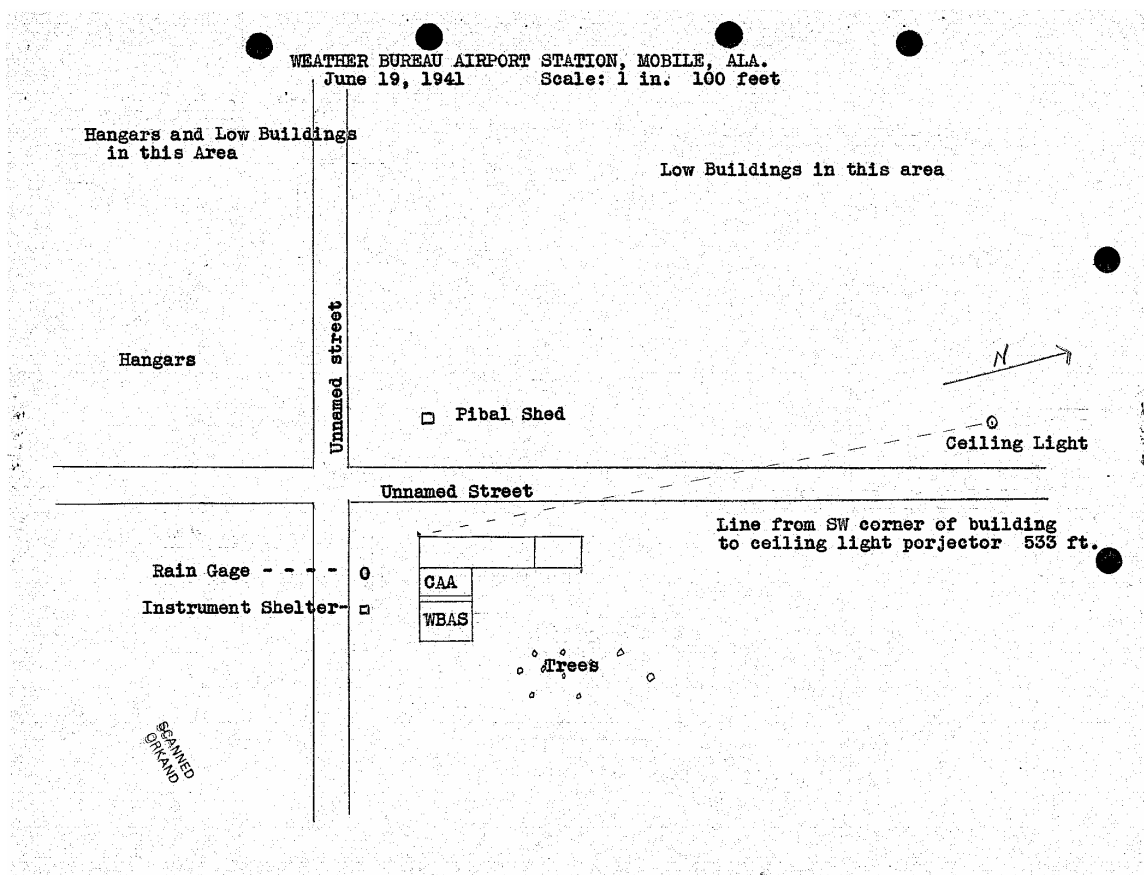 WEATHER BUREAU AIRPORT STATION, MOBILE, ALA.
June 19, 1941 Scale: 1 in. 100 feet
Hangars and Low Buildings
in this Area
Low Buildings in this area
Unnamed street
Hangars
N
Pibal Shed
Ceiling Light
Unnamed Street
Line from SW corner of building
to ceiling light porjector 533 ft.
Rain Gage - - - -
CAA
Instrument Shelter-
WBAS
Trees
SCANNED
ORKAND